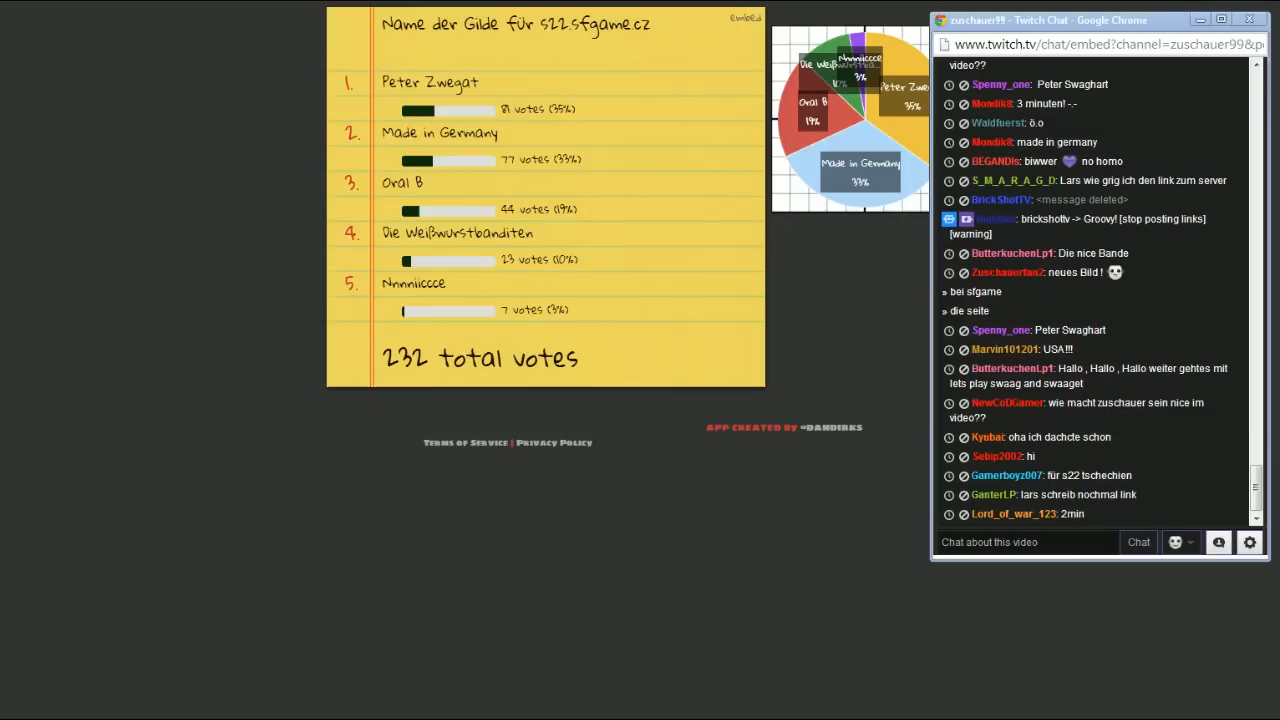 Name der Gilde für s22.sfgame.cz
embed
1. Peter Zwegat
81 votes (35%)
2. Made in Germany
77 votes (33%)
3. Oral B
44 votes (19%)
4. Die Weißwurstbanditen
23 votes (10%)
5. Nnnniiccce
7 votes (3%)
232 total votes
Die Weißwurstba...
10%
Nnnniiccce
3%
Peter Zwe
35%
Oral B
19%
Made in Germany
33%
APP CREATED BY @DANDIRKS
TERMS OF SERVICE | PRIVACY POLICY
zuschauer99 - Twitch Chat - Google Chrome
www.twitch.tv/chat/embed?channel=zuschauer99&p
video??
Spenny_one: Peter Swaghart
Mondik8: 3 minuten! -.-
Waldfuerst: ö.o
Mondik8: made in germany
BEGANDIs: biwwer no homo
S_M_A_R_A_G_D: Lars wie grig ich den link zum server
BrickShotTV: <message deleted>
: brickshottv -> Groovy! [stop posting links]
[warning]
ButterkuchenLp1: Die nice Bande
Zuschauerfan2: neues Bild !
» bei sfgame
» die seite
Spenny_one: Peter Swaghart
Marvin101201: USA!!!
ButterkuchenLp1: Hallo , Hallo , Hallo weiter gehtes mit
lets play swaag and swaaget
NewCoDGamer: wie macht zuschauer sein nice im
video??
Kyubai: oha ich dachcte schon
Sebip2002: hi
Gamerboyz007: für s22 tschechien
GanterLP: lars schreib nochmal link
Lord_of_war_123: 2min
Chat about this video
Chat